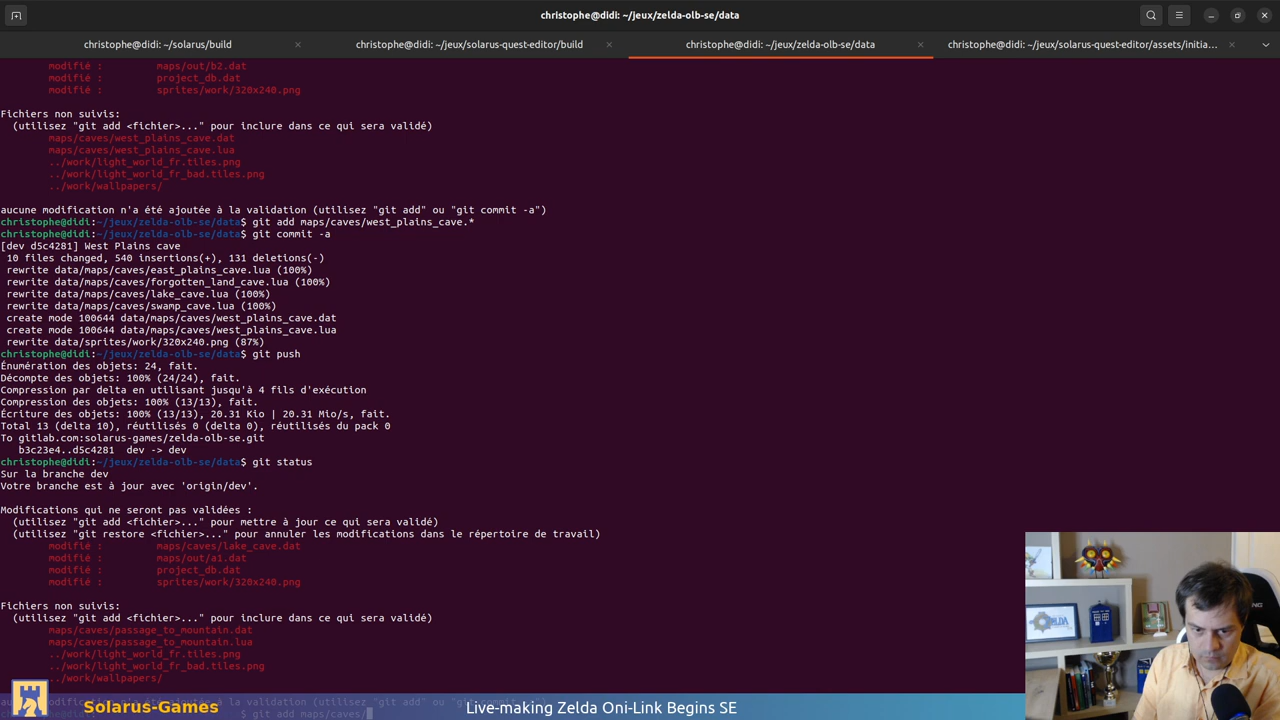 christophe@didi: ~/jeux/zelda-olb-se/data
christophe@didi: ~/solarus/build
christophe@didi: ~/jeux/solarus-quest-editor/build
christophe@didi: ~/jeux/zelda-olb-se/data
christophe@didi: ~/jeux/solarus-quest-editor/assets/initia...
modifié : maps/out/b2.dat
modifié : project_db.dat
modifié : sprites/work/320x240.png
Fichiers non suivis:
(utilisez "git add <fichier>..." pour inclure dans ce qui sera validé)
maps/caves/west_plains_cave.dat
maps/caves/west_plains_cave.lua
../work/light_world_fr.tiles.png
../work/light_world_fr_bad.tiles.png
../work/wallpapers/
aucune modification n'a été ajoutée à la validation (utilisez "git add" ou "git commit -a")
christophe@didi:~/jeux/zelda-olb-se/data$ git add maps/caves/west_plains_cave.*
christophe@didi:~/jeux/zelda-olb-se/data$ git commit -a
[dev d5c4281] West Plains cave
10 files changed, 540 insertions(+), 131 deletions(-)
rewrite data/maps/caves/east_plains_cave.lua (100%)
rewrite data/maps/caves/forgotten_land_cave.lua (100%)
rewrite data/maps/caves/lake_cave.lua (100%)
rewrite data/maps/caves/swamp_cave.lua (100%)
create mode 100644 data/maps/caves/west_plains_cave.dat
create mode 100644 data/maps/caves/west_plains_cave.lua
rewrite data/sprites/work/320x240.png (87%)
christophe@didi:~/jeux/zelda-olb-se/data$ git push
Énumération des objets: 24, fait.
Décompte des objets: 100% (24/24), fait.
Compression par delta en utilisant jusqu'à 4 fils d'exécution
Compression des objets: 100% (13/13), fait.
Écriture des objets: 100% (13/13), 20.31 Kio | 20.31 Mio/s, fait.
Total 13 (delta 10), réutilisés 0 (delta 0), réutilisés du pack 0
To gitlab.com:solarus-games/zelda-olb-se.git
b3c23e4..d5c4281 dev -> dev
christophe@didi:~/jeux/zelda-olb-se/data$ git status
Sur la branche dev
Votre branche est à jour avec 'origin/dev'.
Modifications qui ne seront pas validées :
(utilisez "git add <fichier>..." pour mettre à jour ce qui sera validé)
(utilisez "git restore <fichier>..." pour annuler les modifications dans le répertoire de travail)
modifié : maps/caves/lake_cave.dat
modifié : maps/out/a1.dat
modifié : project_db.dat
modifié : sprites/work/320x240.png
Fichiers non suivis:
(utilisez "git add <fichier>..." pour inclure dans ce qui sera validé)
maps/caves/passage_to_mountain.dat
maps/caves/passage_to_mountain.lua
../work/light_world_fr.tiles.png
../work/light_world_fr_bad.tiles.png
../work/wallpapers/
à la validation (utilisez "git add" ou
$ git add maps/caves/
Solarus-Games
Live-making Zelda Oni-Link Begins SE